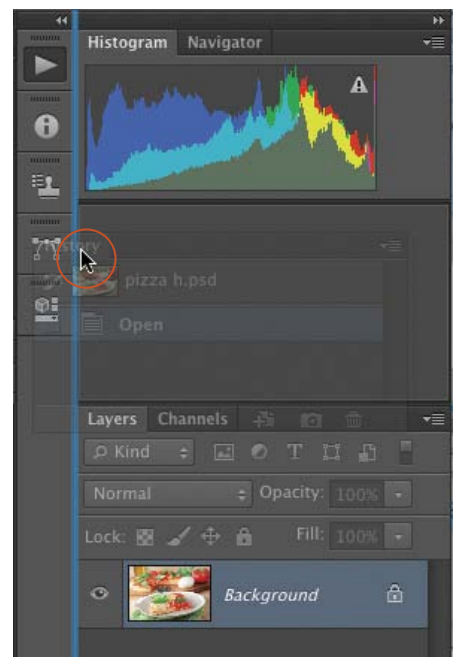 Histogram Navigator
History
pizza h.psd
Open
Layers Channels
Kind
Normal Opacity: 100%
Lock: Fill: 100%
Background